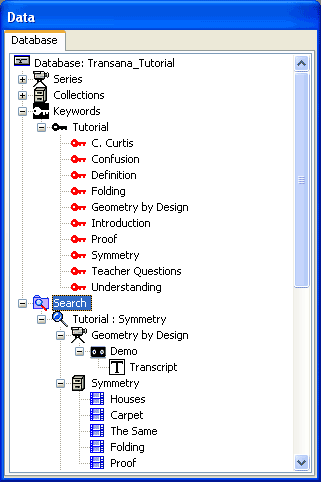 Data
Database
Database: Transana_Tutorial
Series
Collections
Keywords
Tutorial
C. Curtis
Confusion
Definition
Folding
Geometry by Design
Introduction
Proof
Symmetry
Teacher Questions
Understanding
Search
Tutorial : Symmetry
Geometry by Design
Demo
T Transcript
Symmetry
Houses
Carpet
The Same
Folding
Proof